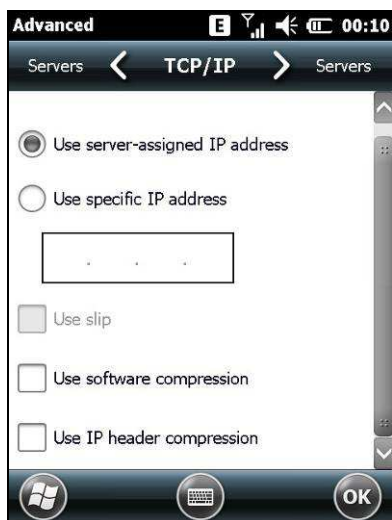 Advanced E 00:10
Servers TCP/IP Servers
Use server-assigned IP address
Use specific IP address
. . .
Use slip
Use software compression
Use IP header compression
OK